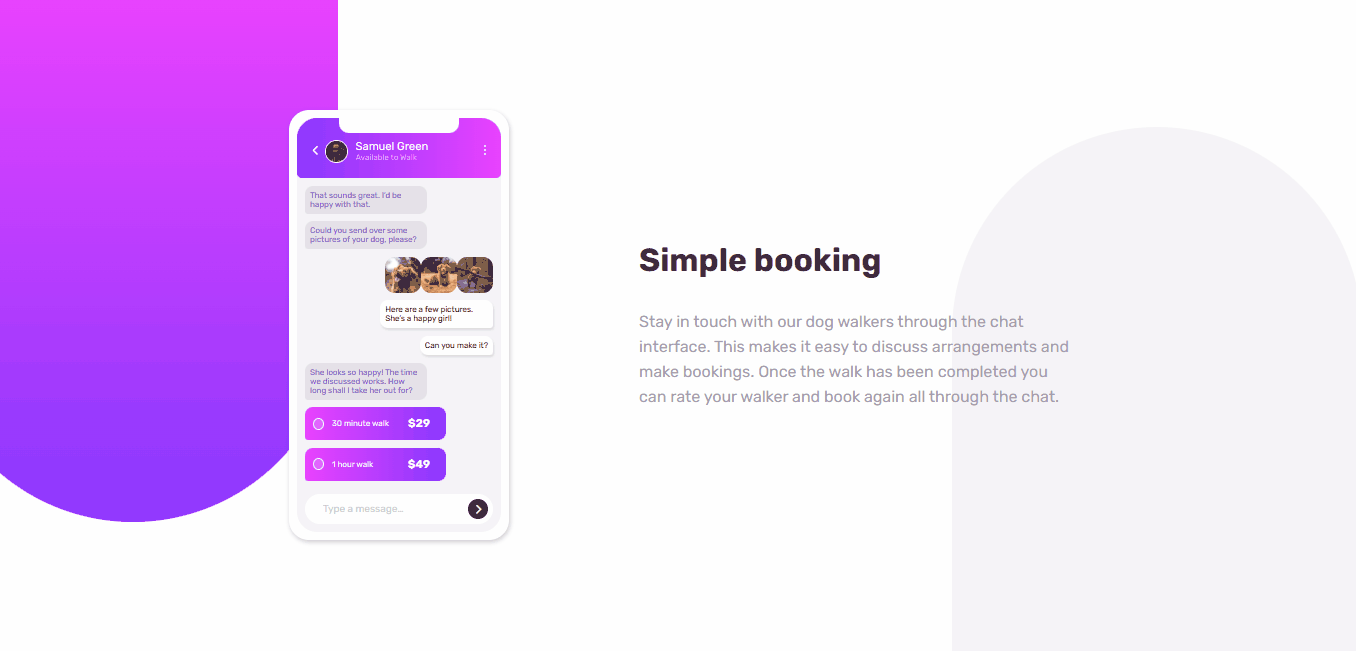 Samuel Green
Available to Walk
That sounds great. I'd be
happy with that.
Could you send over some
pictures of your dog, please?
Here are a few pictures.
She's a happy girl!
Can you make it?
She looks so happy! The time
we discussed works. How
long shall I take her out for?
30 minute walk $29
1 hour walk $49
Type a message...
Simple booking
Stay in touch with our dog walkers through the chat
interface. This makes it easy to discuss arrangements and
make bookings. Once the walk has been completed you
can rate your walker and book again all through the chat.